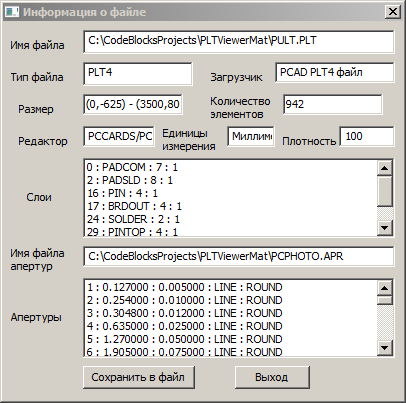 Информация о файле
Имя файла C:\CodeBlocksProjects\PLTViewerMat\PULT.PLT
Тип файла PLT4 Загрузчик PCAD PLT4 файл
Размер (0,-625) - (3500,80 Количество элементов 942
Редактор PCCARDS/PC Единицы измерения Миллим Плотность 100
Слои
0 : PADCOM : 7 : 1
2 : PADSLD : 8 : 1
16 : PIN : 4 : 1
17 : BRDOUT : 4 : 1
24 : SOLDER : 2 : 1
29 : PINTOP : 4 : 1
Имя файла апертур C:\CodeBlocksProjects\PLTViewerMat\PCPHOTO.APR
Апертуры
1 : 0.127000 : 0.005000 : LINE : ROUND
2 : 0.254000 : 0.010000 : LINE : ROUND
3 : 0.304800 : 0.012000 : LINE : ROUND
4 : 0.635000 : 0.025000 : LINE : ROUND
5 : 1.270000 : 0.050000 : LINE : ROUND
6 : 1.905000 : 0.075000 : LINE : ROUND
Сохранить в файл Выход